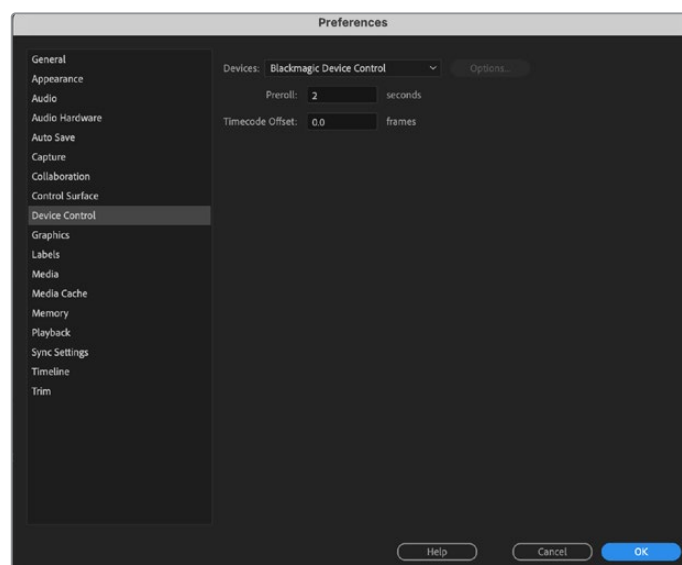 Preferences
General
Appearance
Audio
Audio Hardware
Auto Save
Capture
Collaboration
Control Surface
Device Control
Graphics
Labels
Media
Media Cache
Memory
Playback
Sync Settings
Timeline
Trim
Devices: Blackmagic Device Control Options...
Preroll: 2 seconds
Timecode Offset: 0.0 frames
Help Cancel OK